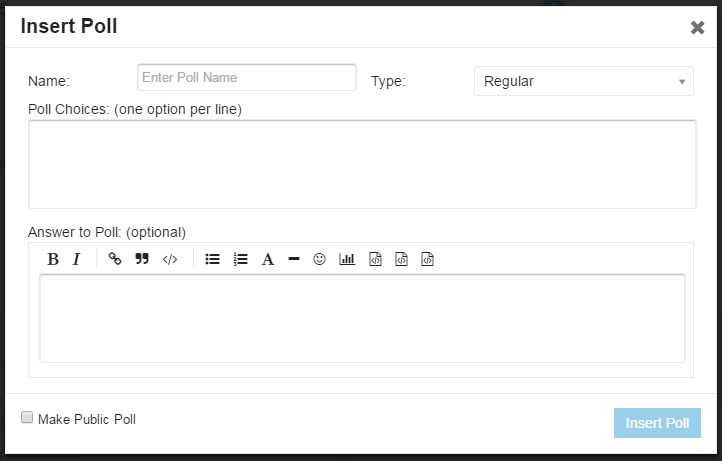 Insert Poll
Name: Enter Poll Name Type: Regular
Poll Choices: (one option per line)
Answer to Poll: (optional)
Make Public Poll
Insert Poll